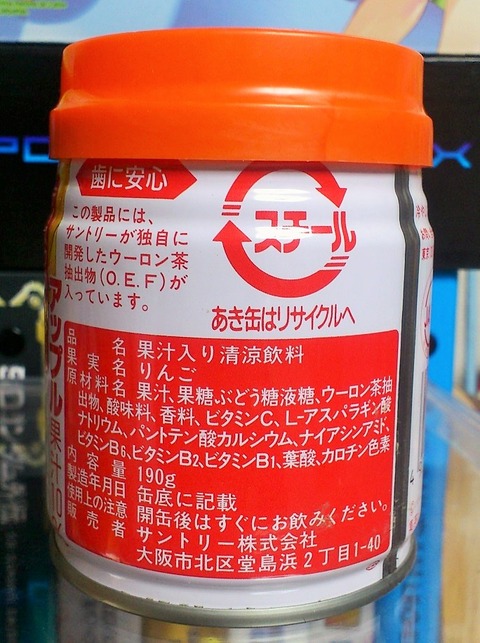 歯に安心
この製品には、
サントリーが独自に
開発したウーロン茶
抽出物(O.E.F)が
入っています。
スチール
あき缶はリサイクルへ
アップル果汁10
品名 果汁入り清涼飲料
果実名 りんご
原材料名 果汁、果糖ぶどう糖液糖、ウーロン茶抽
出物、酸味料、香料、ビタミンC、L-アスパラギン酸
ナトリウム、パントテン酸カルシウム、ナイアシンアミド、
ビタミンB6、ビタミンB2、ビタミンB1、葉酸、カロチン色素
内容量 190g
製造年月日 缶底に記載
使用上の注意 開缶後はすぐにお飲みください。
販売者 サントリー株式会社
大阪市北区堂島浜2丁目1-40